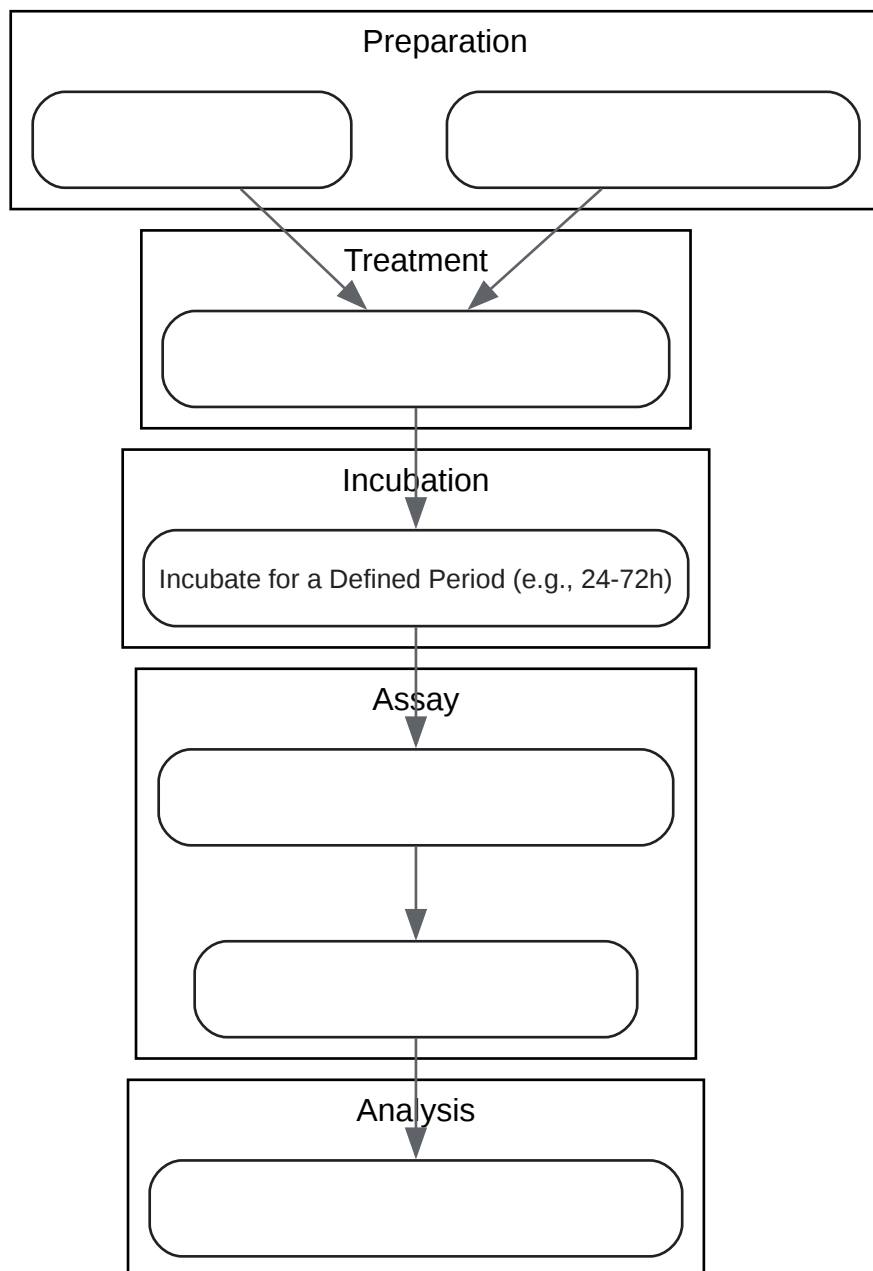 Preparation
Treatment
Incubation
Incubate for a Defined Period (e.g., 24-72h)
Assay
Analysis